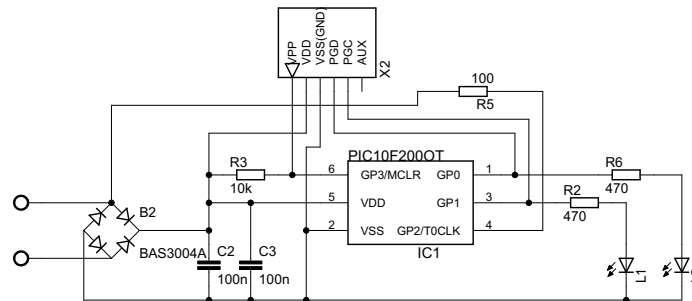 VPP
VDD
VSS(GND)
PGD
PGC
AUX
X2
100
R5
PIC10F200OT
R3
10k
6
GP3/MCLR
GP0
1
R6
470
5
VDD
GP1
3
R2
470
2
VSS
GP2/T0CLK
4
IC1
B2
BAS3004A
C2
100n
C3
100n
L1